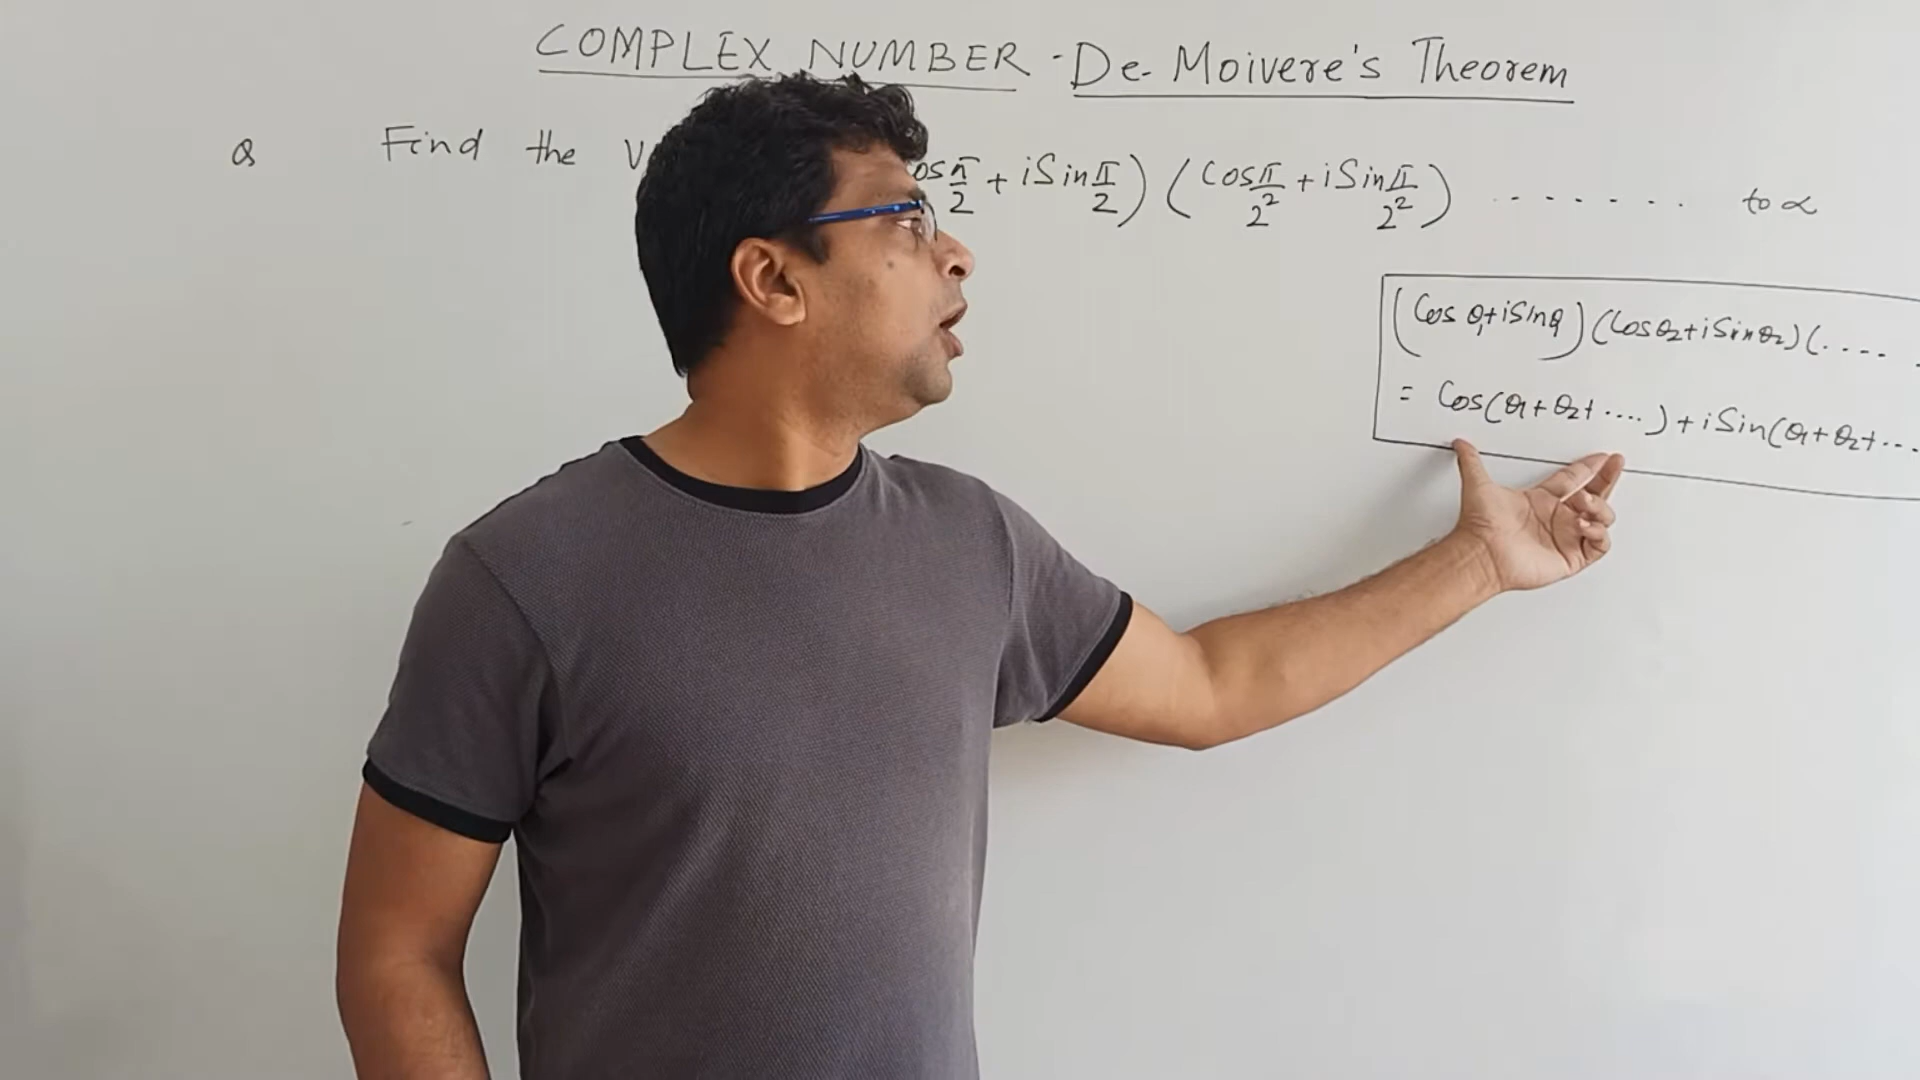 COMPLEX NUMBER - De-Moivere's Theorem
Q Find the os π/2 + iSin π/2) (Cos π/2² + iSin π/2²) ........ to ∝
(Cos θ₁+iSinθ₁)(Cosθ₂+iSinθ₂)(....
= Cos(θ₁+θ₂+....)+iSin(θ₁+θ₂+...